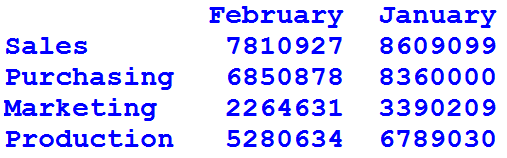 February January
Sales 7810927 8609099
Purchasing 6850878 8360000
Marketing 2264631 3390209
Production 5280634 6789030